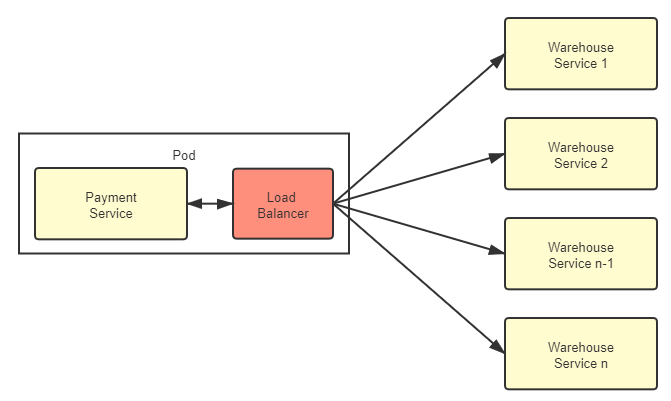 Pod
Payment
Service
Load
Balancer
Warehouse
Service 1
Warehouse
Service 2
Warehouse
Service n-1
Warehouse
Service n